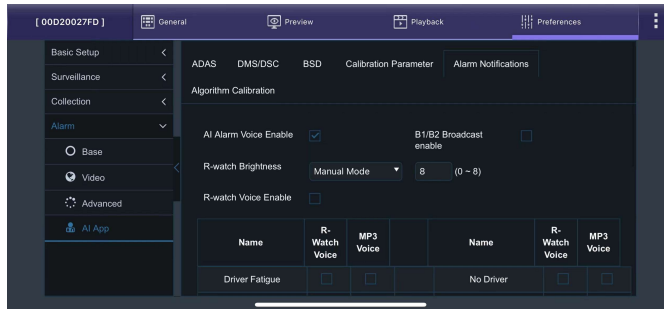 [ 00D20027FD ] General Preview Playback Preferences
Basic Setup
Surveillance
Collection
Alarm
Base
Video
Advanced
AI App
ADAS DMS/DSC BSD Calibration Parameter Alarm Notifications
Algorithm Calibration
AI Alarm Voice Enable B1/B2 Broadcast
enable
R-watch Brightness Manual Mode 8 (0 ~ 8)
R-watch Voice Enable
Name R-
Watch
Voice MP3
Voice Name R-
Watch
Voice MP3
Voice
Driver Fatigue No Driver